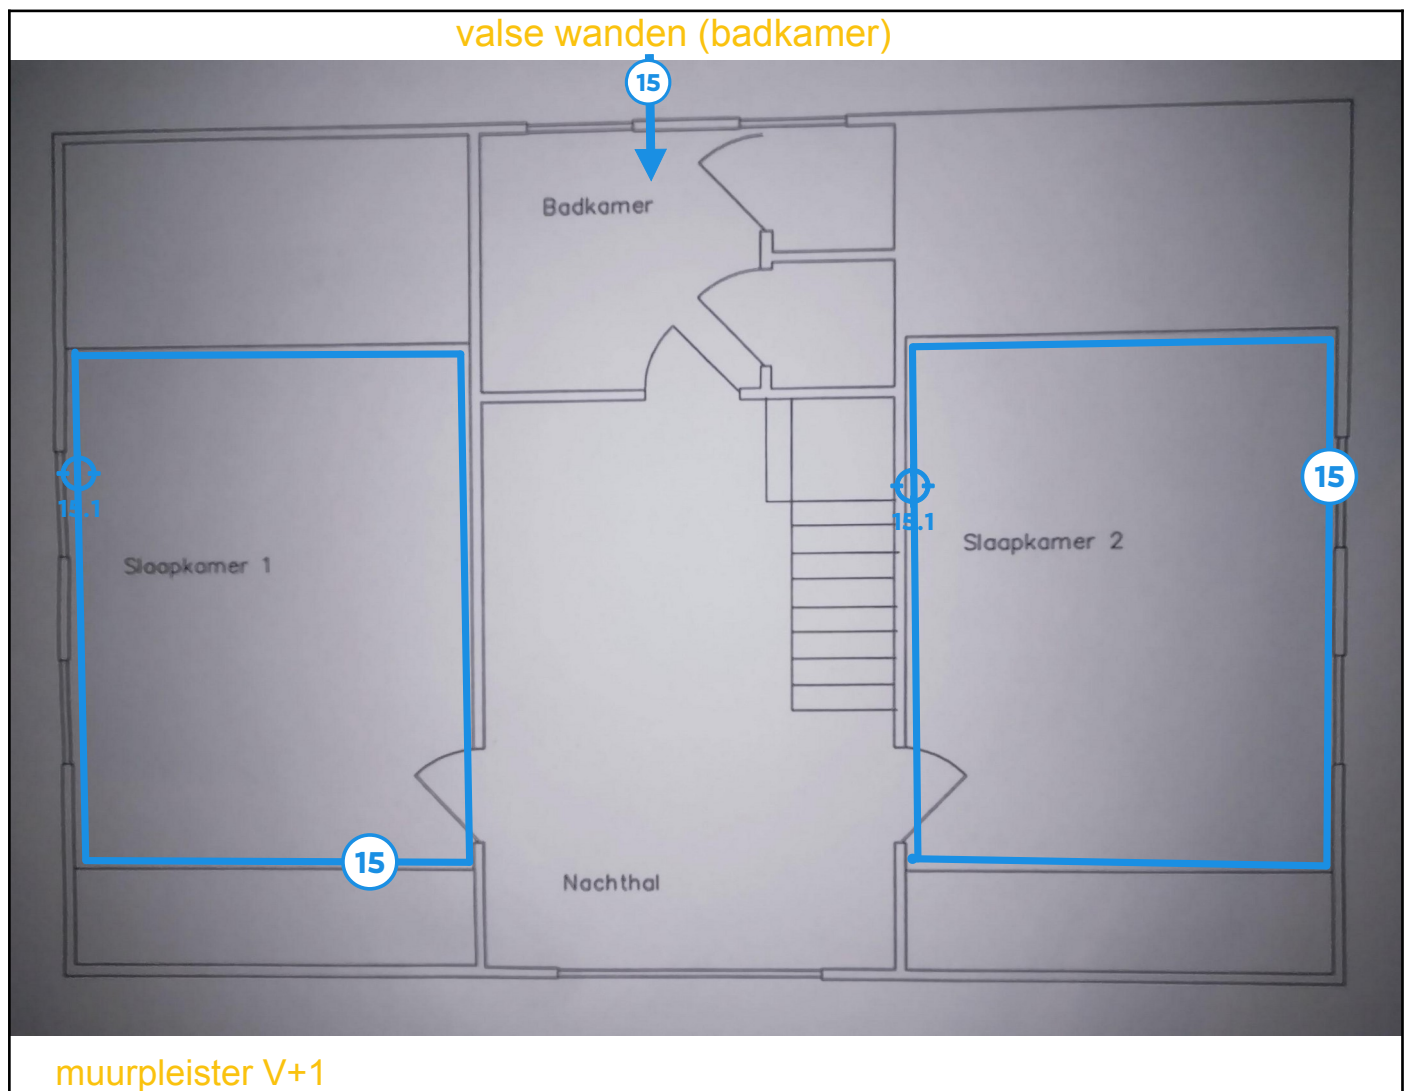 valse wanden (badkamer)
15
Badkamer
15.1
15.1
15
Slaapkamer 1
Slaapkamer 2
15
Nachthal
muurpleister V+1